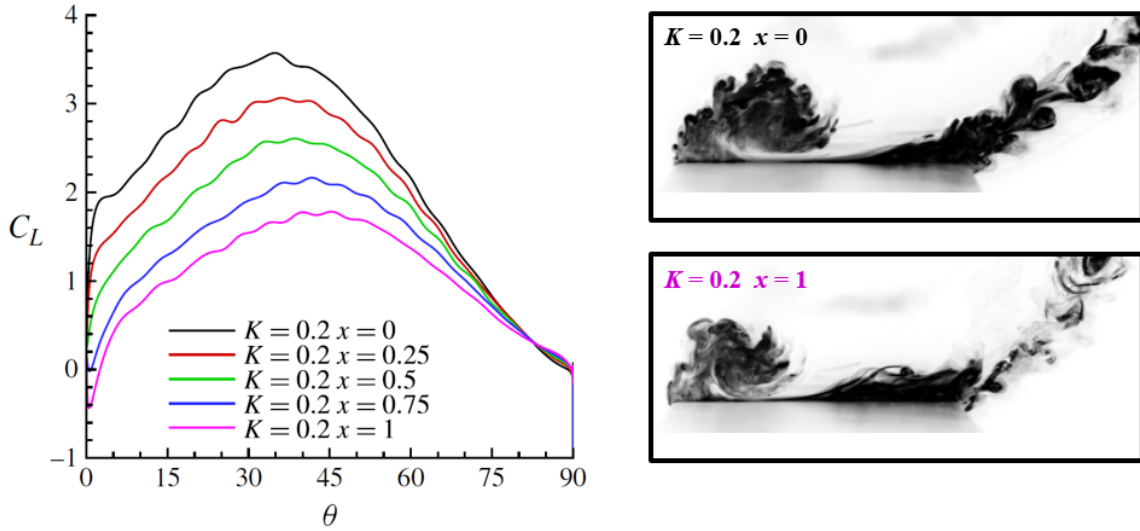 4
3
2
1
0
−1
C_L
K = 0.2 x = 0
K = 0.2 x = 0.25
K = 0.2 x = 0.5
K = 0.2 x = 0.75
K = 0.2 x = 1
0 15 30 45 60 75 90
θ
K = 0.2 x = 0
K = 0.2 x = 1